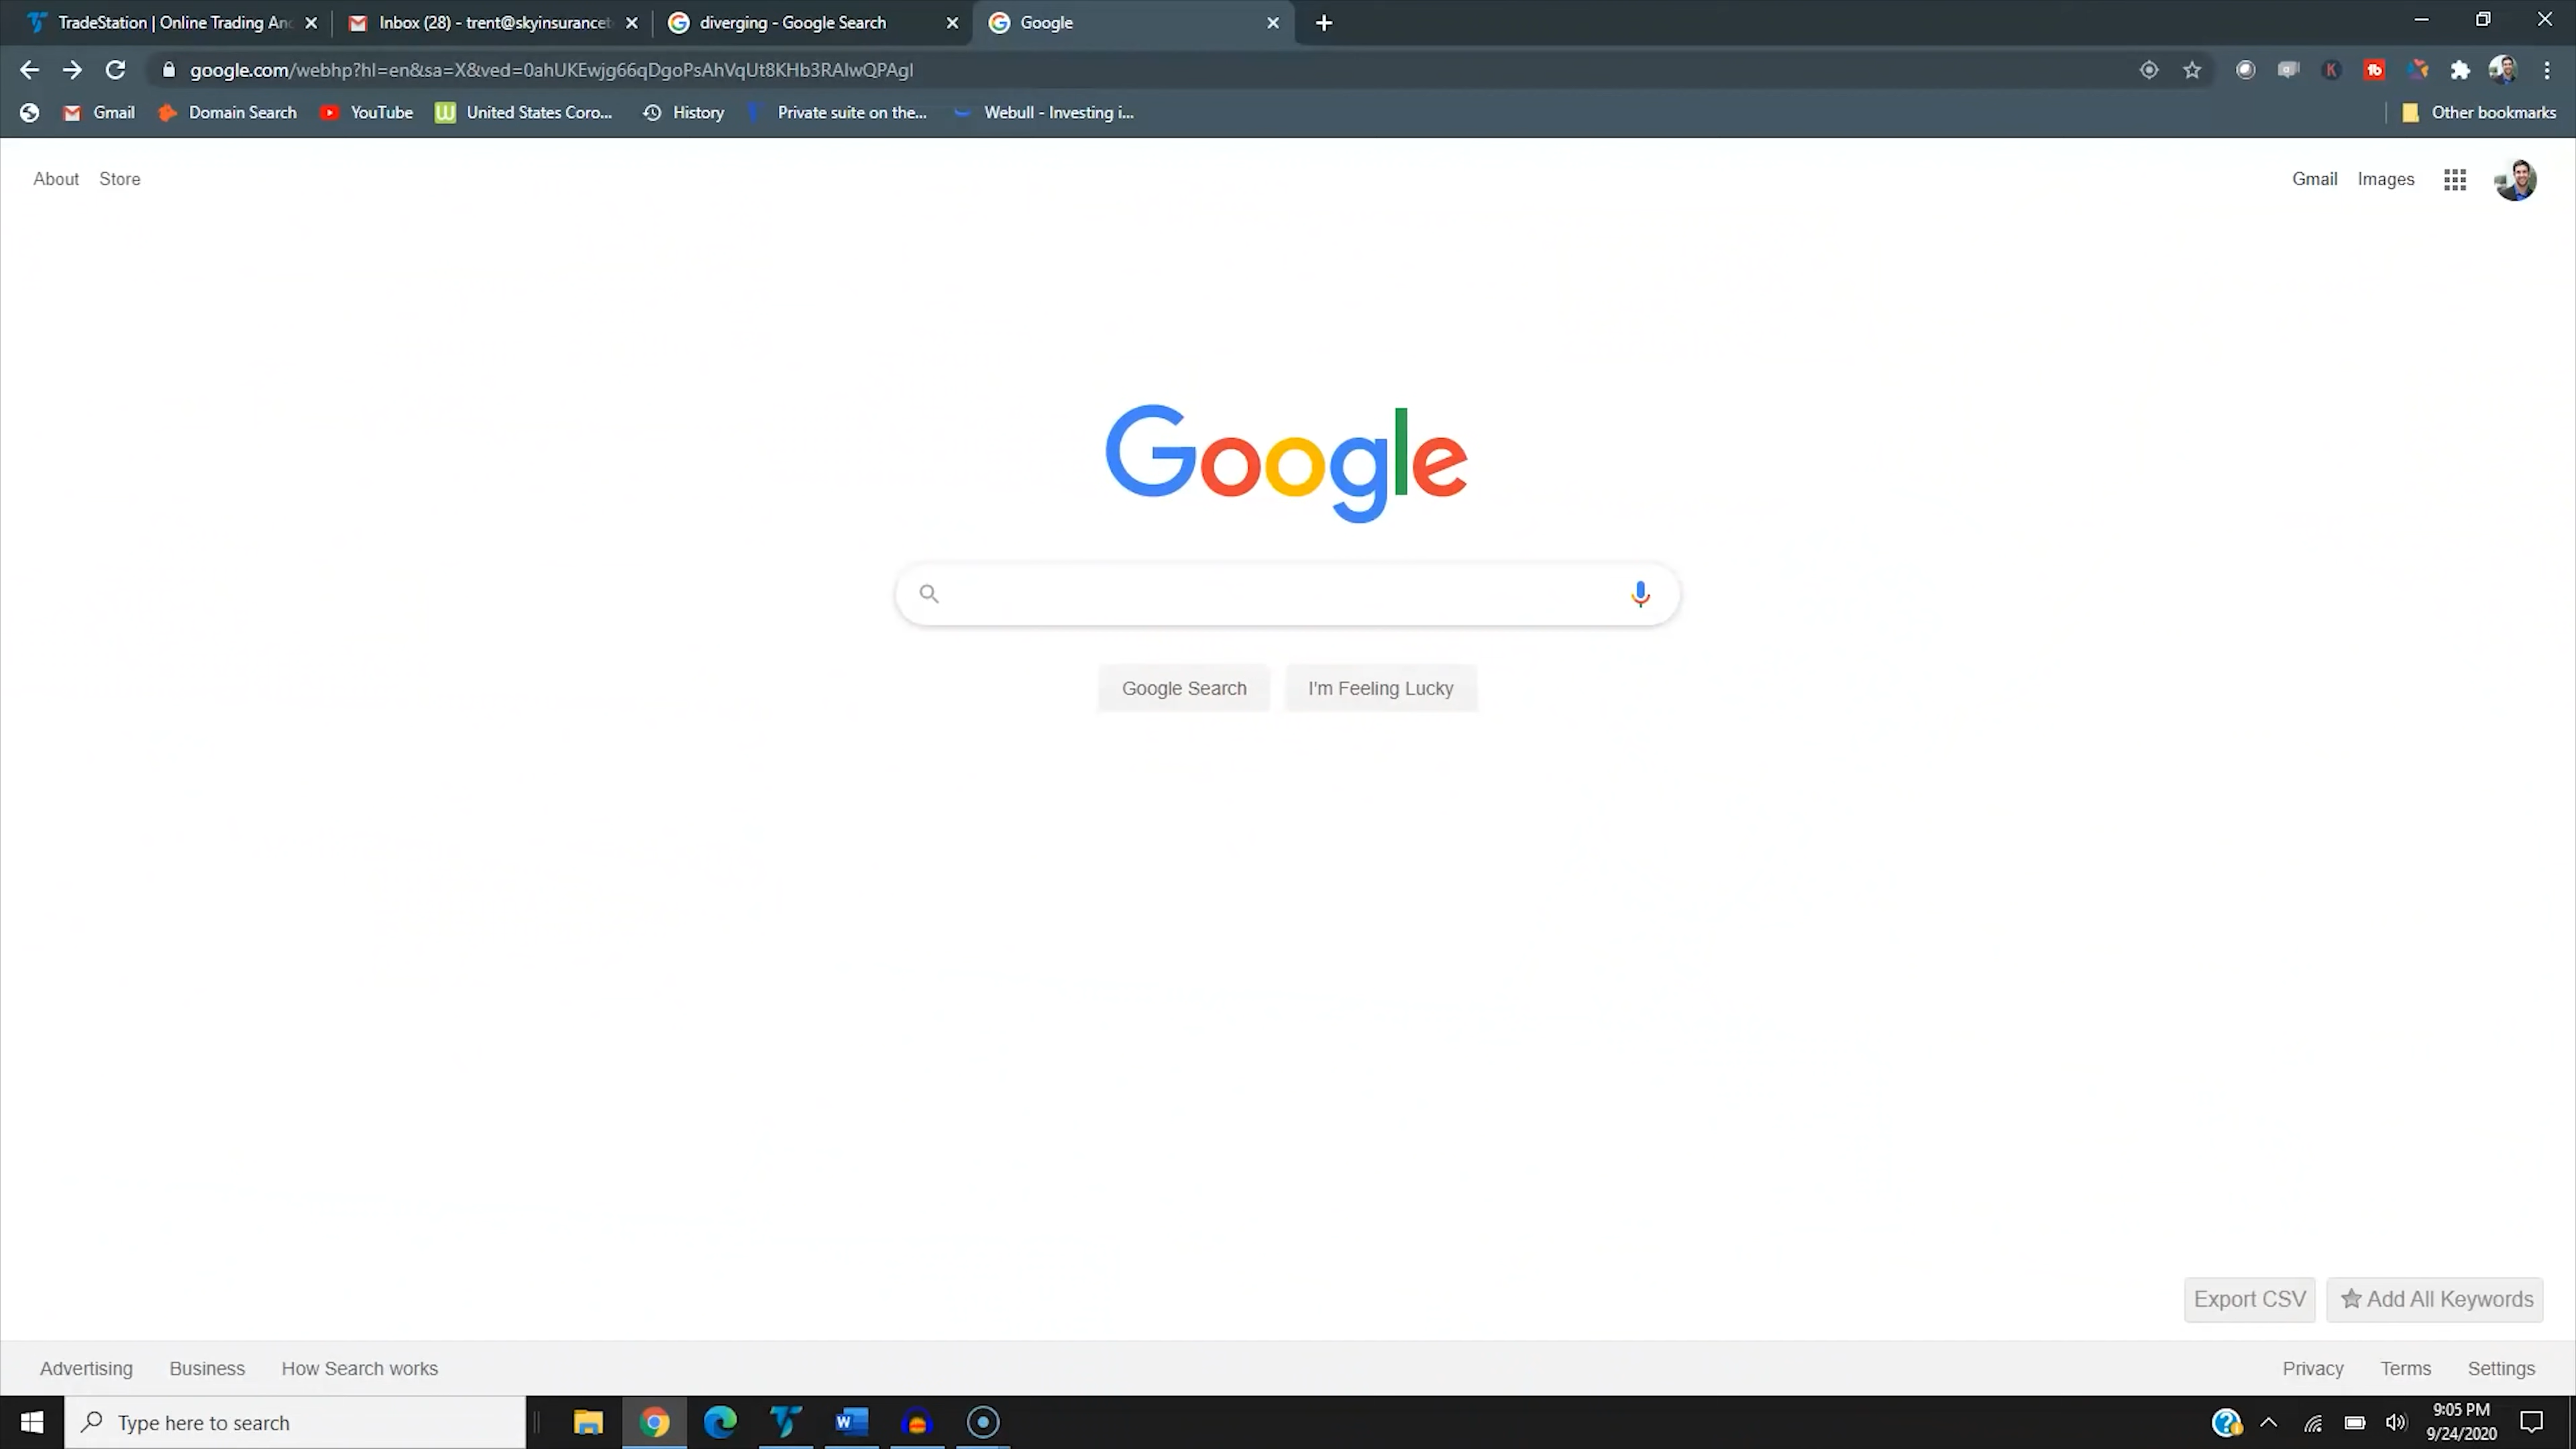 TradeStation | Online Trading An
Inbox (28) - trent@skyinsurancet
diverging - Google Search
Google
google.com/webhp?hl=en&sa=X&ved=0ahUKEwjg66qDgoPsAhVqUt8KHb3RAIwQPAgI
Gmail
Domain Search
YouTube
United States Coro...
History
Private suite on the...
Webull - Investing i...
Other bookmarks
About
Store
Gmail
Images
Google
Google Search
I'm Feeling Lucky
Export CSV
Add All Keywords
Advertising
Business
How Search works
Privacy
Terms
Settings
Type here to search
9:05 PM
9/24/2020